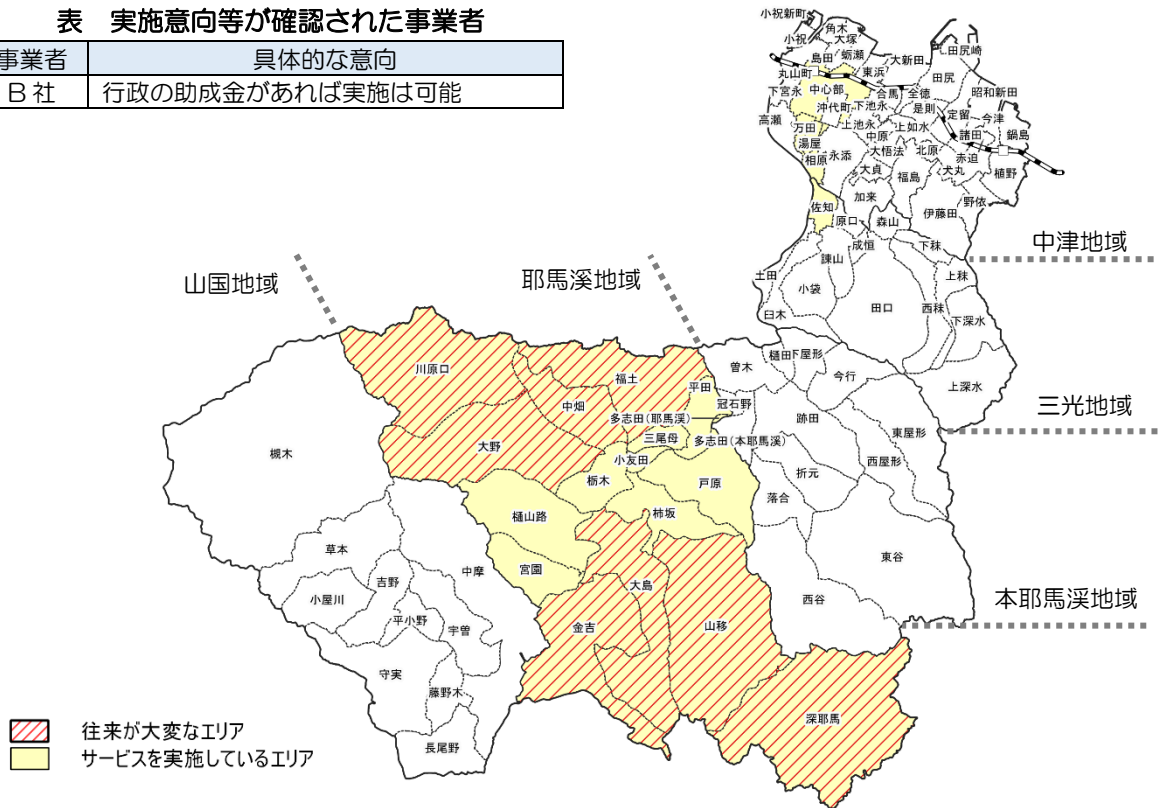 表　実施意向等が確認された事業者
事業者　具体的な意向
Ｂ社　行政の助成金があれば実施は可能
小祝新町
角木
小祝
大塚
島田
蛎瀬
丸山町
東浜
大新田
田尻崎
下宮永
中心部
合馬
全徳
田尻
昭和新田
高瀬
沖代町
下池永
是則
定留
今津
万田
上池永
上如水
諸田
鍋島
湯屋
中原
相原
永添
大悟法
北原
赤迫
大貞
福島
犬丸
植野
佐知
加来
伊藤田
野依
原口
森山
成恒
下秣
諌山
上秣
土田
小袋
田口
西秣
下深水
臼木
上深水
中津地域
山国地域
耶馬溪地域
三光地域
本耶馬溪地域
川原口
福土
平田
曽木
樋田
下屋形
今行
中畑
冠石野
多志田(耶馬渓)
跡田
東屋形
大野
三尾母
多志田(本耶馬渓)
西屋形
小友田
折元
槻木
栃木
戸原
落合
樋山路
柿坂
草本
中摩
宮園
東谷
吉野
大島
小屋川
西谷
平小野
宇曽
金吉
山移
守実
藤野木
深耶馬
長尾野
往来が大変なエリア
サービスを実施しているエリア